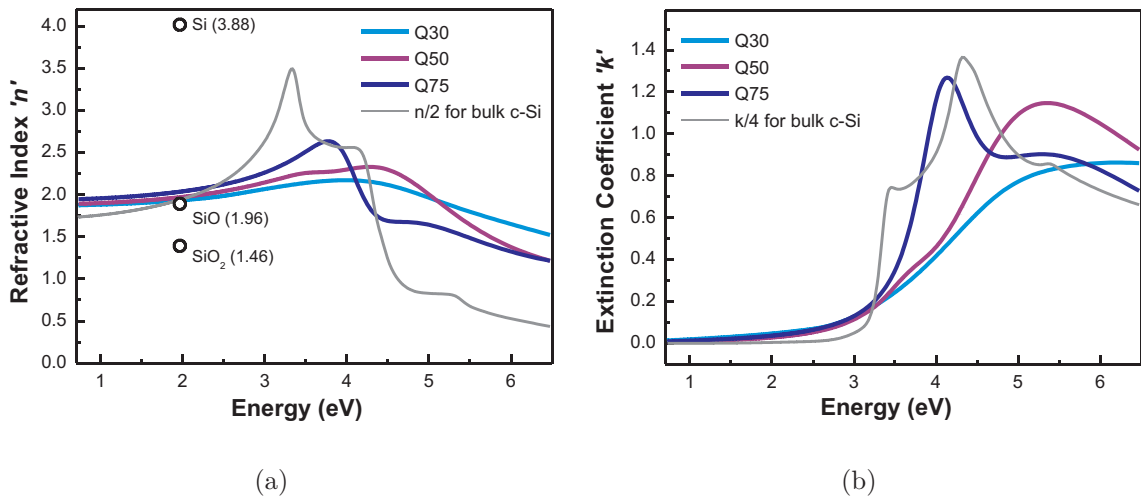 4.0
3.5
3.0
2.5
2.0
1.5
1.0
0.5
0.0
Refractive Index 'n'
Si (3.88)
SiO (1.96)
SiO₂ (1.46)
Q30
Q50
Q75
n/2 for bulk c-Si
1 2 3 4 5 6
Energy (eV)
(a)
1.4
1.2
1.0
0.8
0.6
0.4
0.2
0.0
Extinction Coefficient 'k'
Q30
Q50
Q75
k/4 for bulk c-Si
1 2 3 4 5 6
Energy (eV)
(b)